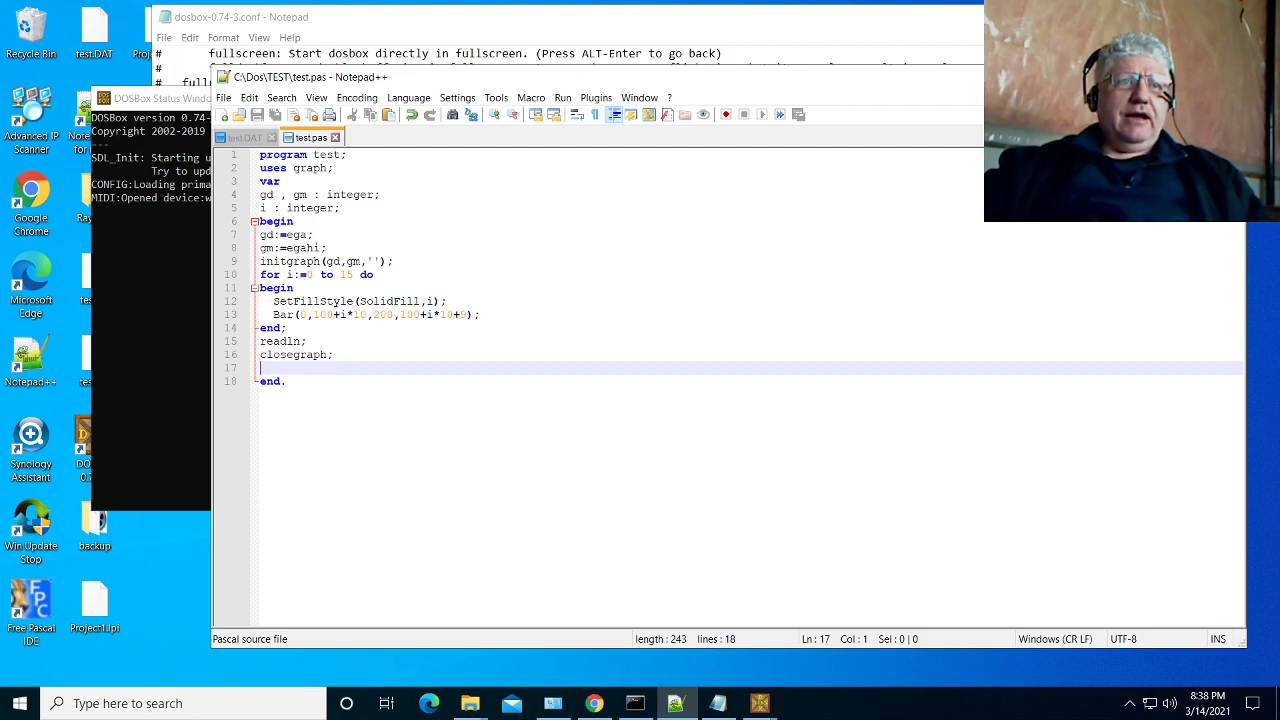 dosbox-0.74-3.conf - Notepad
File Edit Format View Help
# fullscreen: Start dosbox directly in fullscreen. (Press ALT-Enter to go back)
#
#
DOSBox Status Windo
DOSBox version 0.74-
Copyright 2002-2019
---
SDL_Init: Starting u
Try to upd
CONFIG:Loading prima
MIDI:Opened device:w
C:\Dos\TEST\test.pas - Notepad++
File Edit Search View Encoding Language Settings Tools Macro Run Plugins Window ?
test.DAT test.pas
1 program test;
2 uses graph;
3 var
4 gd , gm : integer;
5 i : integer;
6 begin
7 gd:=ega;
8 gm:=egahi;
9 initgraph(gd,gm,'');
10 for i:=0 to 15 do
11 begin
12 SetFillStyle(SolidFill,i);
13 Bar(0,100+i*10,200,100+i*10+9);
14 end;
15 readln;
16 closegraph;
17
18 end.
Pascal source file length : 243 lines : 18 Ln : 17 Col : 1 Sel : 0 | 0 Windows (CR LF) UTF-8 INS
Recycle Bin
test.DAT
Advanced IP
Scanner
Google
Chrome
Microsoft
Edge
Notepad++
Synology
Assistant
Win Update
Stop
backup
Free Pascal
IDE
Project1.lpi
Type here to search
8:38 PM
3/14/2021